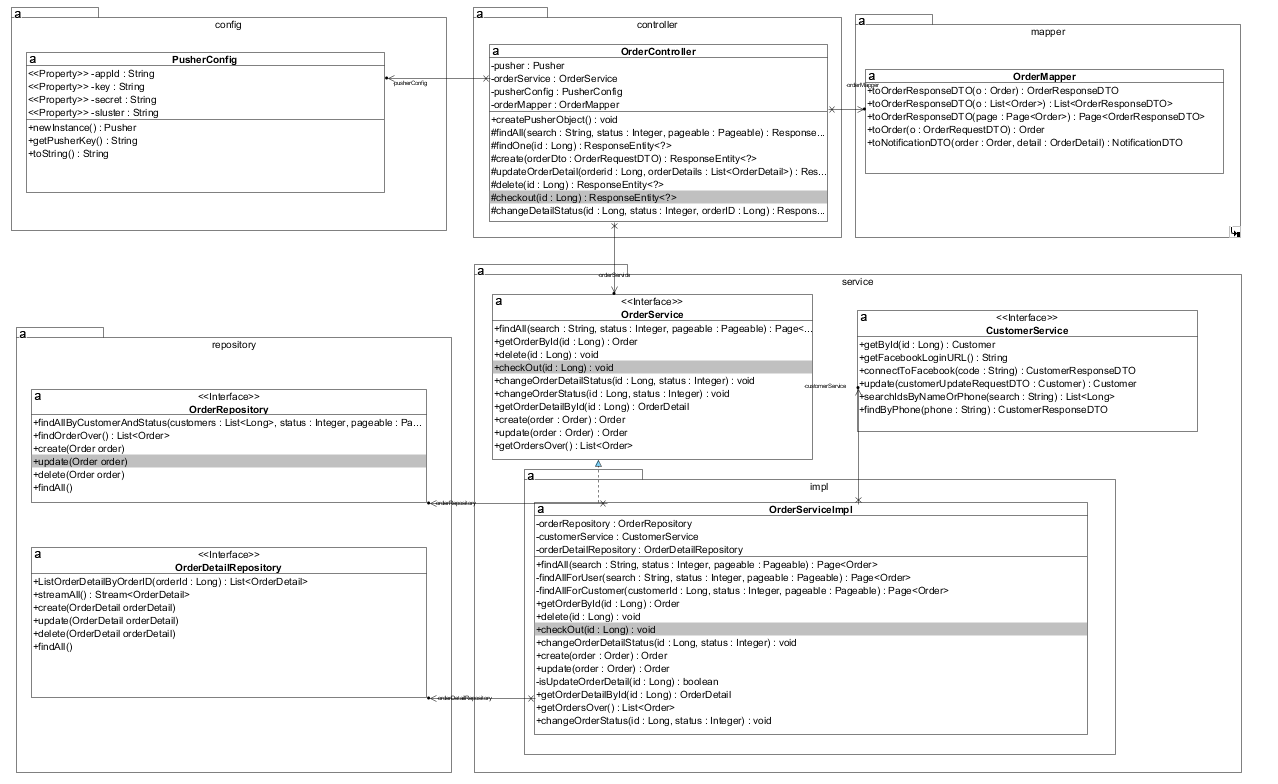 a
config
a
PusherConfig
<<Property>> -appId : String
<<Property>> -key : String
<<Property>> -secret : String
<<Property>> -sluster : String
+newInstance() : Pusher
+getPusherKey() : String
+toString() : String
-pusherConfig
a
controller
a
OrderController
-pusher : Pusher
-orderService : OrderService
-pusherConfig : PusherConfig
-orderMapper : OrderMapper
+createPusherObject() : void
#findAll(search : String, status : Integer, pageable : Pageable) : Response...
#findOne(id : Long) : ResponseEntity<?>
#create(orderDto : OrderRequestDTO) : ResponseEntity<?>
#updateOrderDetail(orderid : Long, orderDetails : List<OrderDetail>) : Res...
#delete(id : Long) : ResponseEntity<?>
#checkout(id : Long) : ResponseEntity<?>
#changeDetailStatus(id : Long, status : Integer, orderID : Long) : Respons...
-orderMapper
a
mapper
a
OrderMapper
+toOrderResponseDTO(o : Order) : OrderResponseDTO
+toOrderResponseDTO(o : List<Order>) : List<OrderResponseDTO>
+toOrderResponseDTO(page : Page<Order>) : Page<OrderResponseDTO>
+toOrder(o : OrderRequestDTO) : Order
+toNotificationDTO(order : Order, detail : OrderDetail) : NotificationDTO
-orderService
a
service
a
<<Interface>>
OrderService
+findAll(search : String, status : Integer, pageable : Pageable) : Page<...
+getOrderById(id : Long) : Order
+delete(id : Long) : void
+checkOut(id : Long) : void
+changeOrderDetailStatus(id : Long, status : Integer) : void
+changeOrderStatus(id : Long, status : Integer) : void
+getOrderDetailById(id : Long) : OrderDetail
+create(order : Order) : Order
+update(order : Order) : Order
+getOrdersOver() : List<Order>
-customerService
a
<<Interface>>
CustomerService
+getById(id : Long) : Customer
+getFacebookLoginURL() : String
+connectToFacebook(code : String) : CustomerResponseDTO
+update(customerUpdateRequestDTO : Customer) : Customer
+searchIdsByNameOrPhone(search : String) : List<Long>
+findByPhone(phone : String) : CustomerResponseDTO
a
repository
a
<<Interface>>
OrderRepository
+findAllByCustomerAndStatus(customers : List<Long>, status : Integer, pageable : Pa...
+findOrderOver() : List<Order>
+create(Order order)
+update(Order order)
+delete(Order order)
+findAll()
-orderRepository
a
<<Interface>>
OrderDetailRepository
+ListOrderDetailByOrderID(orderId : Long) : List<OrderDetail>
+streamAll() : Stream<OrderDetail>
+create(OrderDetail orderDetail)
+update(OrderDetail orderDetail)
+delete(OrderDetail orderDetail)
+findAll()
-orderDetailRepository
a
impl
a
OrderServiceImpl
-orderRepository : OrderRepository
-customerService : CustomerService
-orderDetailRepository : OrderDetailRepository
+findAll(search : String, status : Integer, pageable : Pageable) : Page<Order>
-findAllForUser(search : String, status : Integer, pageable : Pageable) : Page<Order>
-findAllForCustomer(customerId : Long, status : Integer, pageable : Pageable) : Page<Order>
+getOrderById(id : Long) : Order
+delete(id : Long) : void
+checkOut(id : Long) : void
+changeOrderDetailStatus(id : Long, status : Integer) : void
+create(order : Order) : Order
+update(order : Order) : Order
-isUpdateOrderDetail(id : Long) : boolean
+getOrderDetailById(id : Long) : OrderDetail
+getOrdersOver() : List<Order>
+changeOrderStatus(id : Long, status : Integer) : void